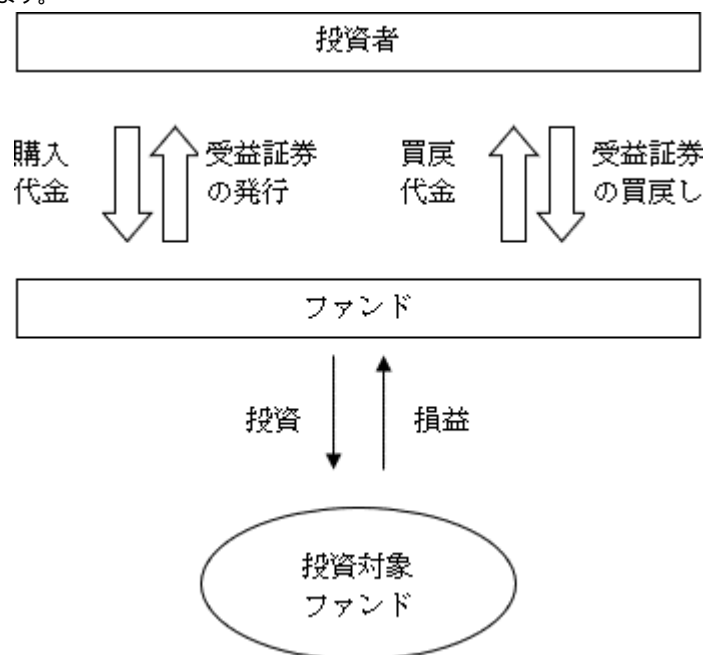 ます。
投資者
購入
代金
受益証券
の発行
買戻
代金
受益証券
の買戻し
ファンド
投資
損益
投資対象
ファンド